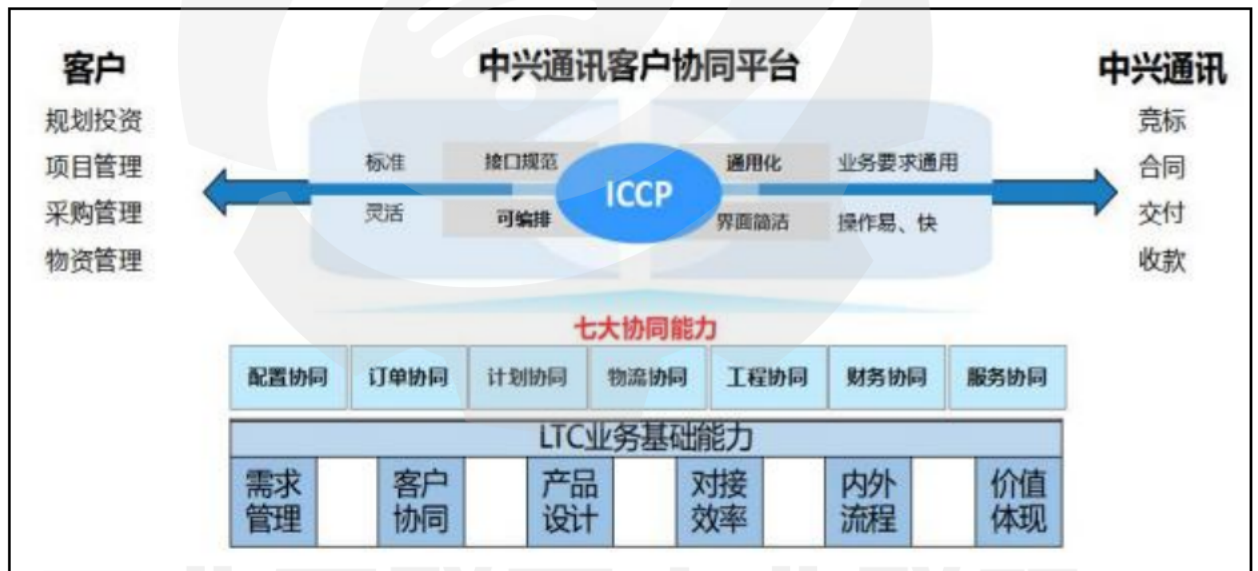 客户
中兴通讯客户协同平台
中兴通讯
规划投资
项目管理
采购管理
物资管理
标准
接口规范
灵活
可编排
ICCP
通用化
业务要求通用
界面简洁
操作易、快
竞标
合同
交付
收款
七大协同能力
配置协同
订单协同
计划协同
物流协同
工程协同
财务协同
服务协同
LTC业务基础能力
需求
管理
客户
协同
产品
设计
对接
效率
内外
流程
价值
体现